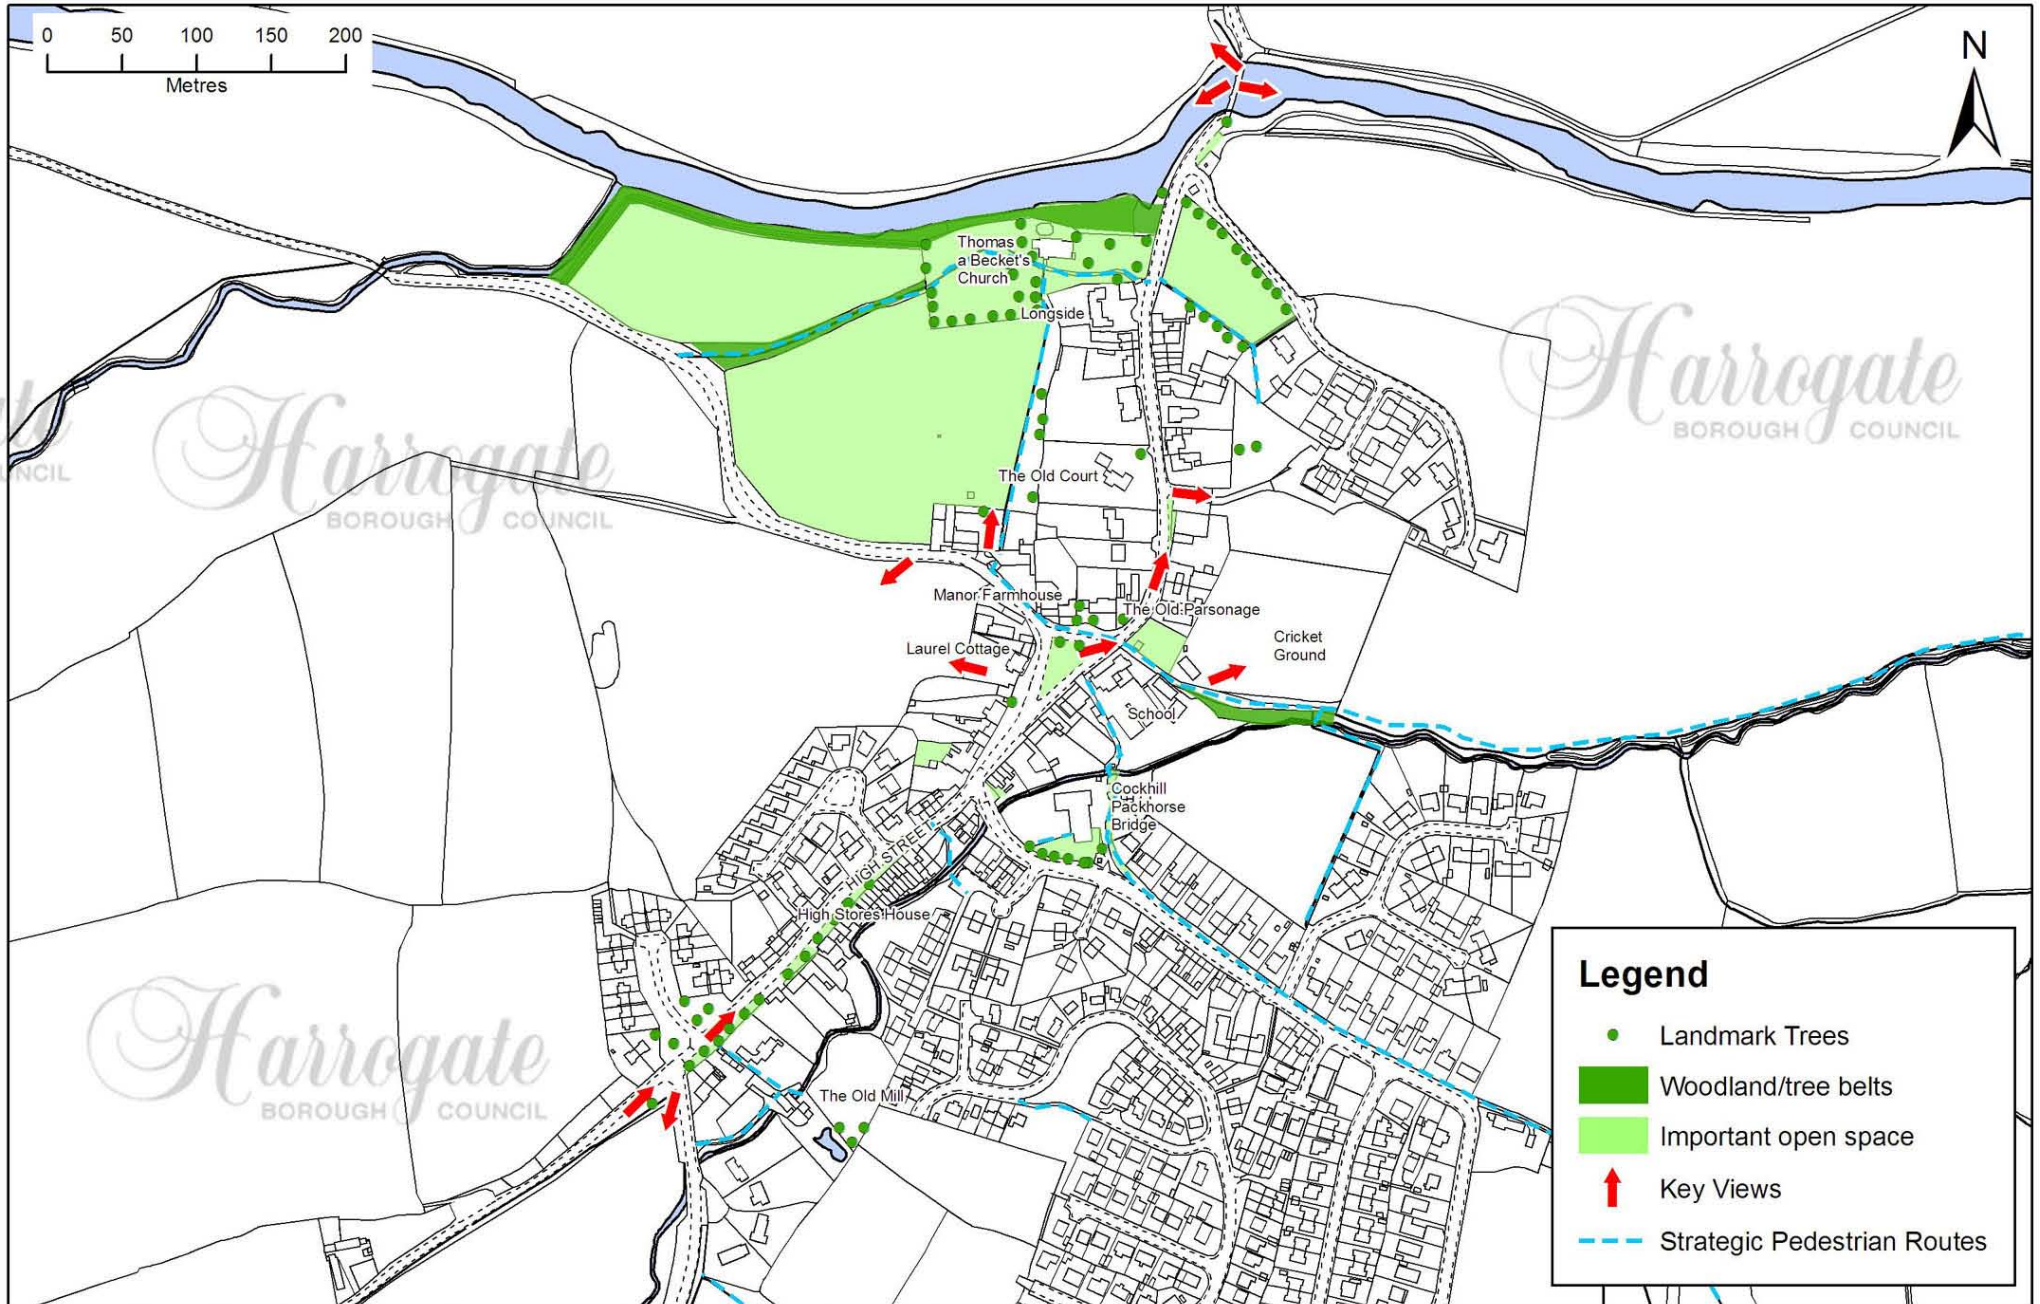 0 50 100 150 200
Metres
N
Thomas
a Becket's
Church
Longside
Harrogate
BOROUGH COUNCIL
UNCIL
Harrogate
BOROUGH COUNCIL
The Old Court
Manor Farmhouse
The Old Parsonage
Cricket
Ground
Laurel Cottage
School
Cockhill
Packhorse
Bridge
HIGH STREET
High Stores House
Harrogate
BOROUGH COUNCIL
The Old Mill
Legend
Landmark Trees
Woodland/tree belts
Important open space
Key Views
Strategic Pedestrian Routes